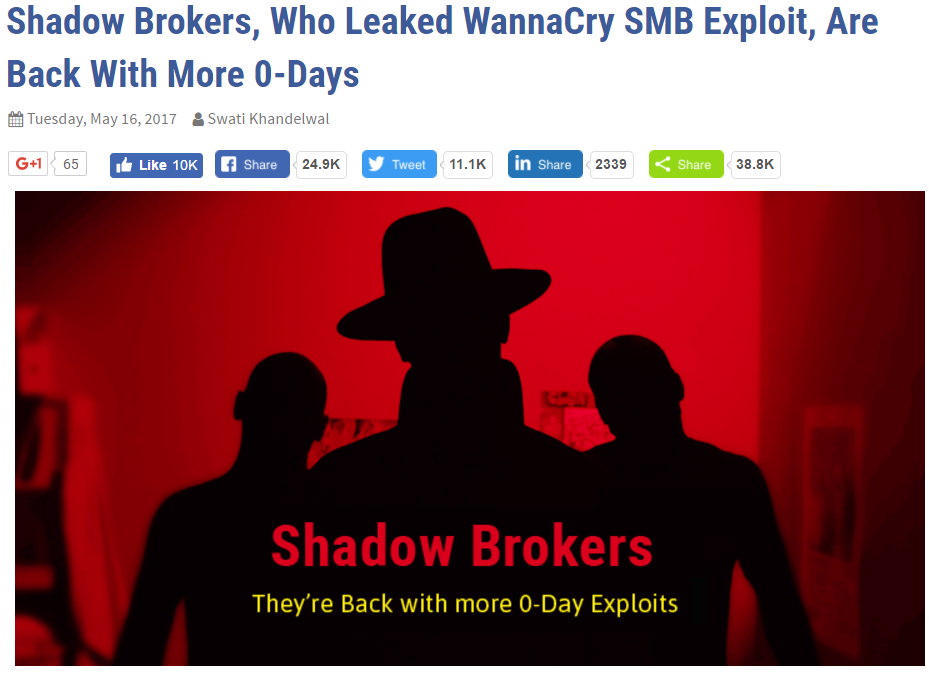 Shadow Brokers, Who Leaked WannaCry SMB Exploit, Are
Back With More 0-Days
Tuesday, May 16, 2017 Swati Khandelwal
G+1 65 Like 10K Share 24.9K Tweet 11.1K in Share 2339 Share 38.8K
Shadow Brokers
They're Back with more 0-Day Exploits